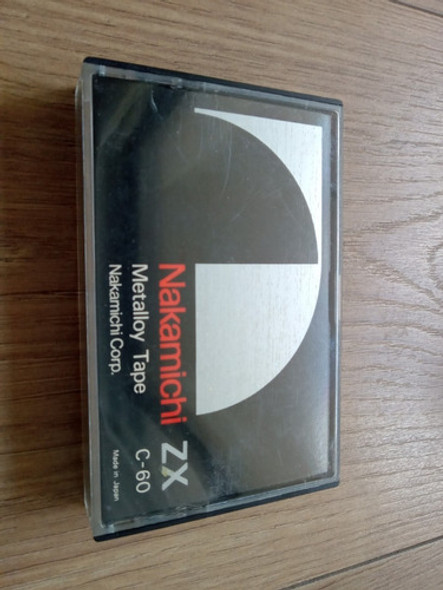 Nakamichi ZX
Metalloy Tape C-60
Nakamichi Corp. Made in Japan